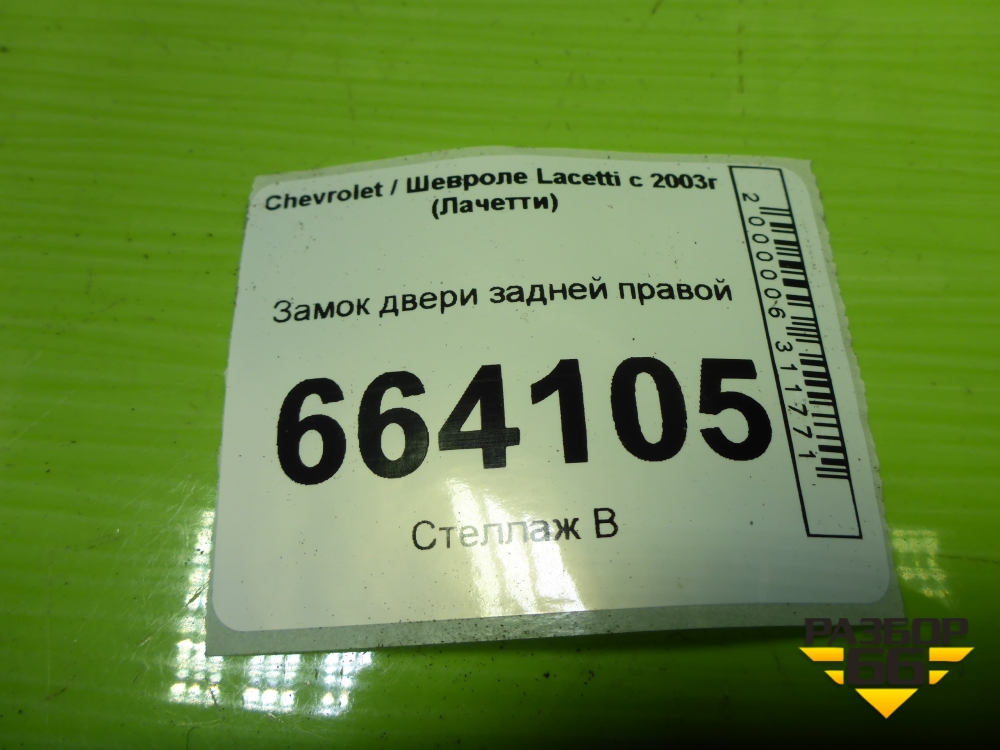 Chevrolet / Шевроле Lacetti с 2003г
(Лачетти)
Замок двери задней правой
664105
Стеллаж В
2000006311771
РАЗБОР
66